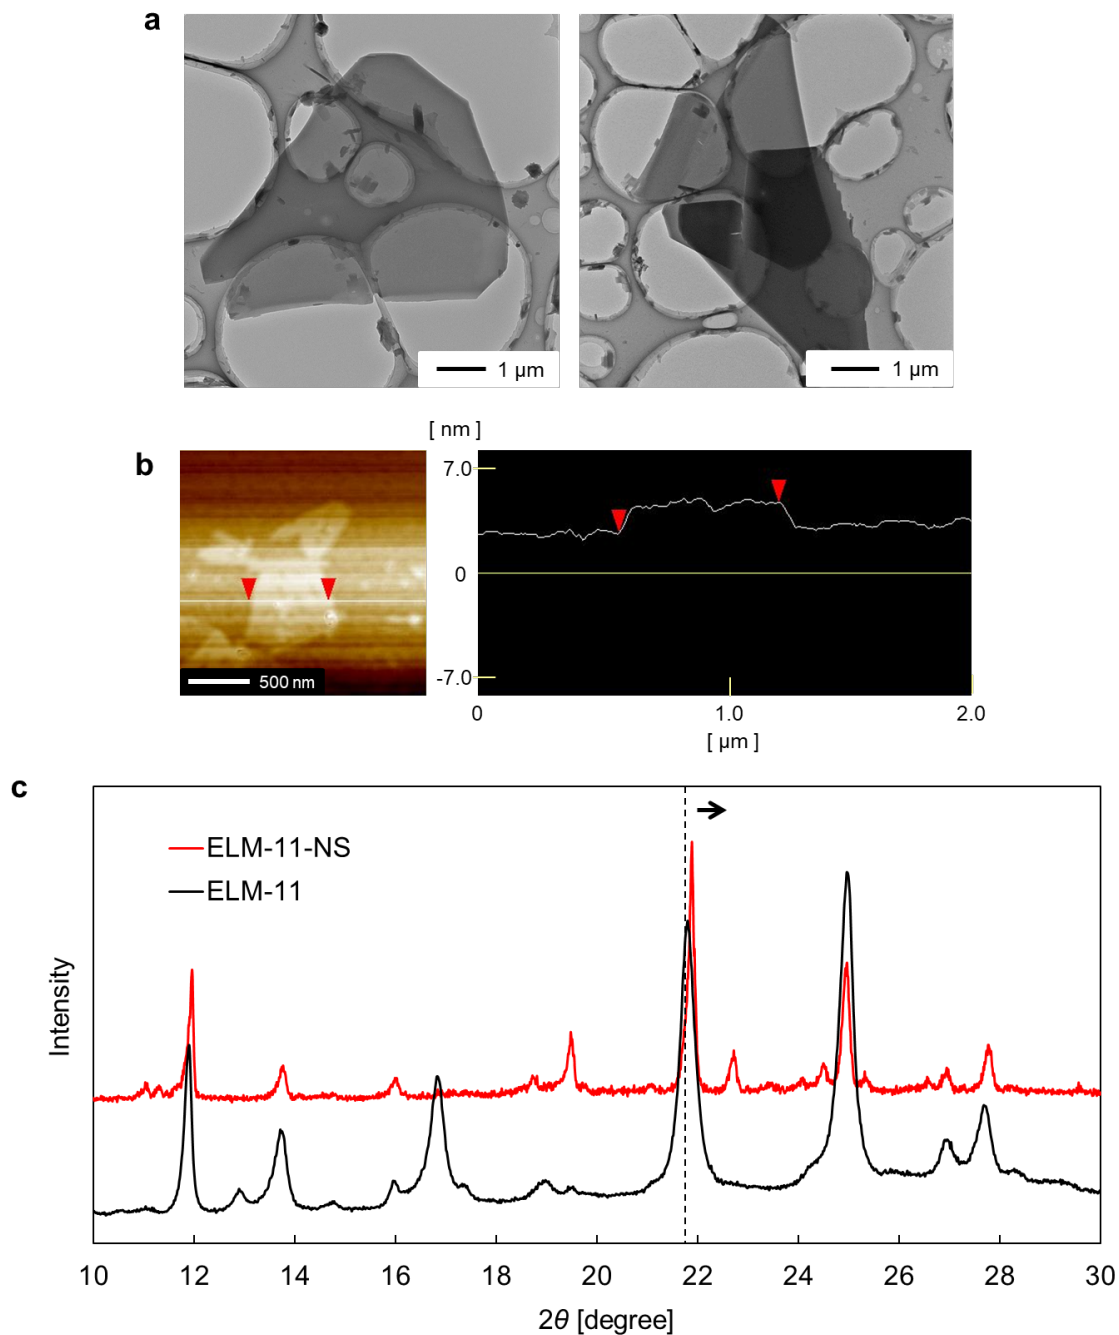 a
1 μm
1 μm
b
[ nm ]
7.0
0
-7.0
500 nm
0
1.0
2.0
[ μm ]
c
ELM-11-NS
ELM-11
Intensity
10
12
14
16
18
20
22
24
26
28
30
2θ [degree]